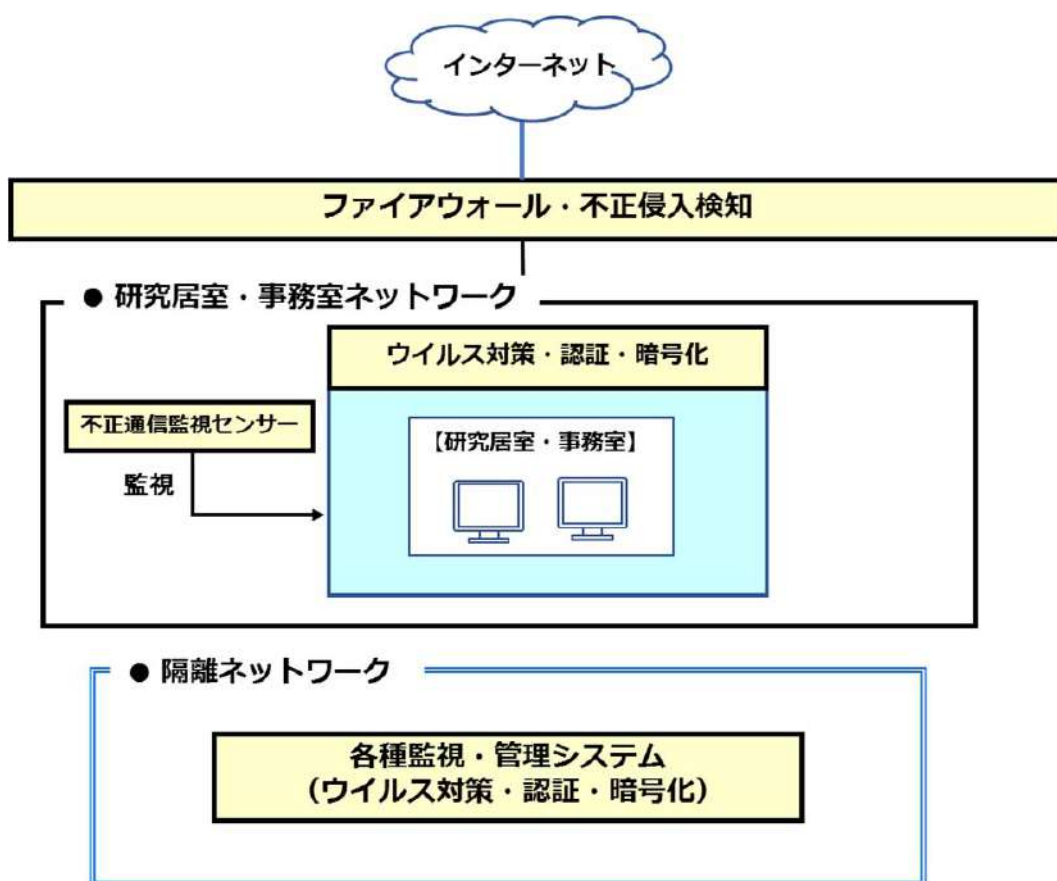 インターネット
ファイアウォール・不正侵入検知
● 研究居室・事務室ネットワーク
ウイルス対策・認証・暗号化
不正通信監視センサー
【研究居室・事務室】
監視
● 隔離ネットワーク
各種監視・管理システム
（ウイルス対策・認証・暗号化）